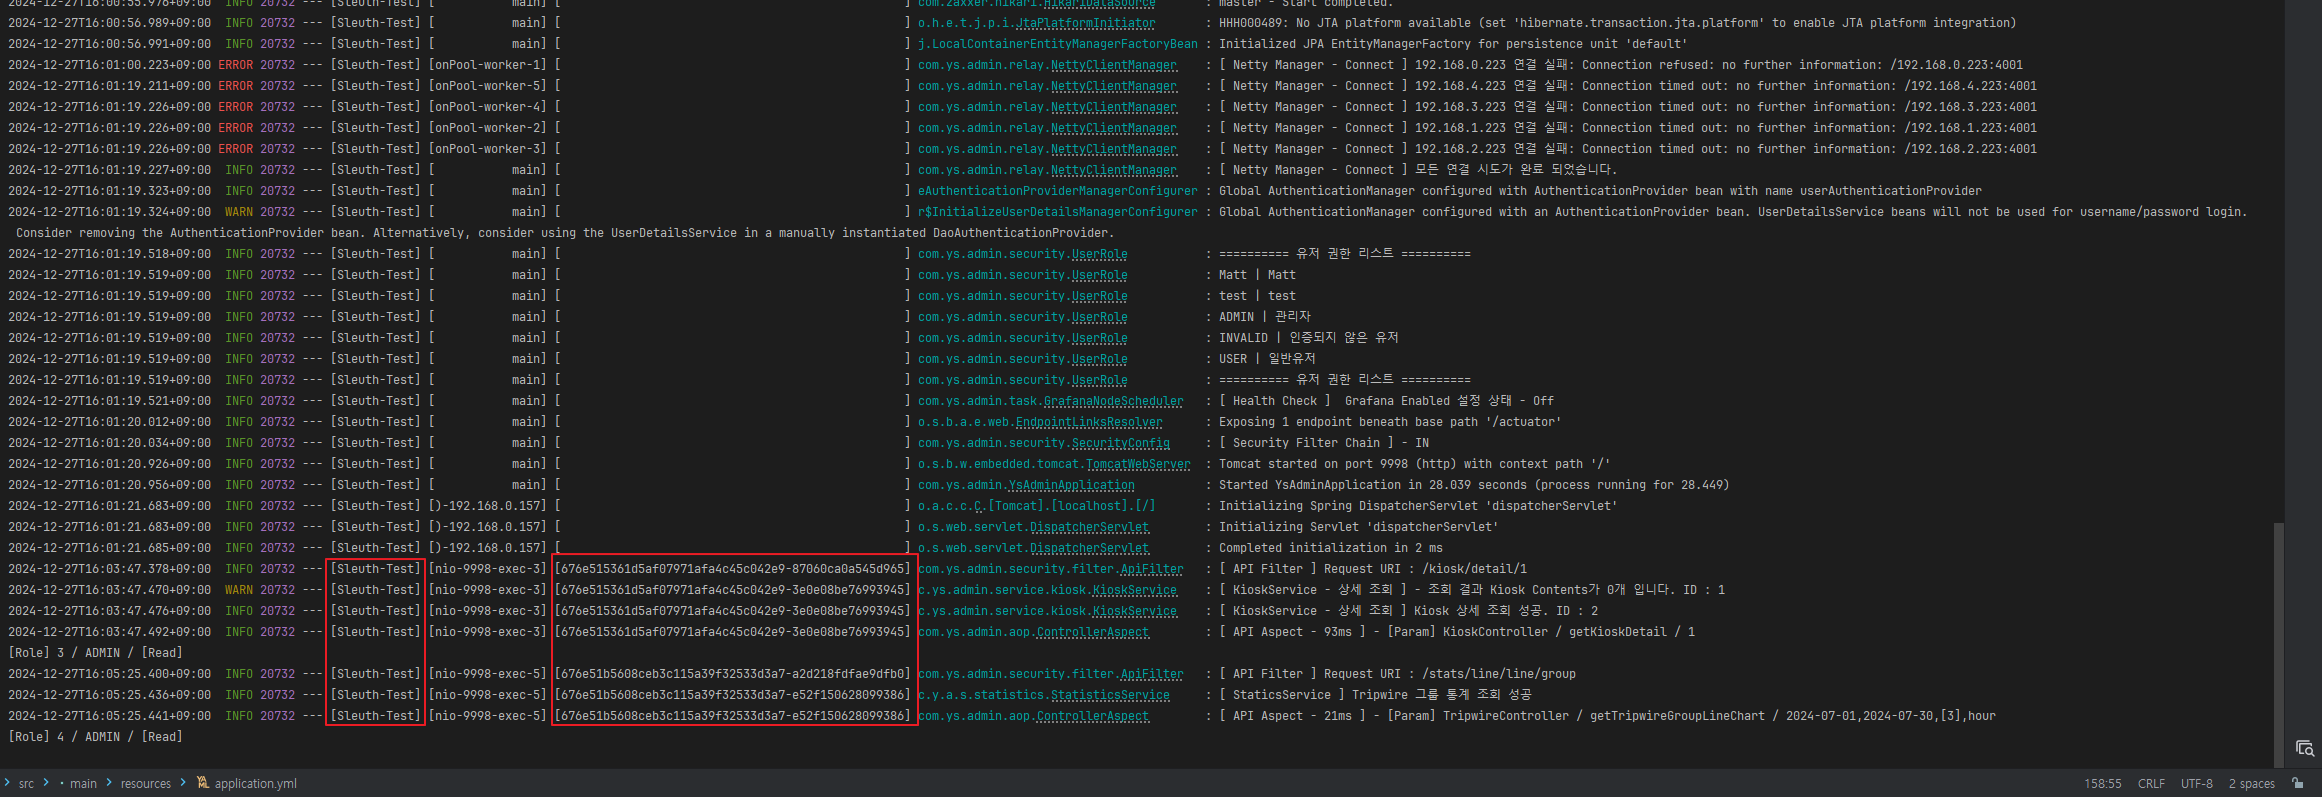 2024-12-27T16:00:55.978+09:00  INFO 20732 --- [Sleuth-Test] [           main] [                                                 ] com.zaxxer.hikari.HikariDataSource       : master - Start completed.
2024-12-27T16:00:56.989+09:00  INFO 20732 --- [Sleuth-Test] [           main] [                                                 ] o.h.e.t.j.p.i.JtaPlatformInitiator       : HHH000489: No JTA platform available (set 'hibernate.transaction.jta.platform' to enable JTA platform integration)
2024-12-27T16:00:56.991+09:00  INFO 20732 --- [Sleuth-Test] [           main] [                                                 ] j.LocalContainerEntityManagerFactoryBean : Initialized JPA EntityManagerFactory for persistence unit 'default'
2024-12-27T16:01:00.223+09:00 ERROR 20732 --- [Sleuth-Test] [onPool-worker-1] [                                                 ] com.ys.admin.relay.NettyClientManager    : [ Netty Manager - Connect ] 192.168.0.223 연결 실패: Connection refused: no further information: /192.168.0.223:4001
2024-12-27T16:01:19.211+09:00 ERROR 20732 --- [Sleuth-Test] [onPool-worker-5] [                                                 ] com.ys.admin.relay.NettyClientManager    : [ Netty Manager - Connect ] 192.168.4.223 연결 실패: Connection timed out: no further information: /192.168.4.223:4001
2024-12-27T16:01:19.226+09:00 ERROR 20732 --- [Sleuth-Test] [onPool-worker-4] [                                                 ] com.ys.admin.relay.NettyClientManager    : [ Netty Manager - Connect ] 192.168.3.223 연결 실패: Connection timed out: no further information: /192.168.3.223:4001
2024-12-27T16:01:19.226+09:00 ERROR 20732 --- [Sleuth-Test] [onPool-worker-2] [                                                 ] com.ys.admin.relay.NettyClientManager    : [ Netty Manager - Connect ] 192.168.1.223 연결 실패: Connection timed out: no further information: /192.168.1.223:4001
2024-12-27T16:01:19.226+09:00 ERROR 20732 --- [Sleuth-Test] [onPool-worker-3] [                                                 ] com.ys.admin.relay.NettyClientManager    : [ Netty Manager - Connect ] 192.168.2.223 연결 실패: Connection timed out: no further information: /192.168.2.223:4001
2024-12-27T16:01:19.227+09:00  INFO 20732 --- [Sleuth-Test] [           main] [                                                 ] com.ys.admin.relay.NettyClientManager    : [ Netty Manager - Connect ] 모든 연결 시도가 완료 되었습니다.
2024-12-27T16:01:19.323+09:00  INFO 20732 --- [Sleuth-Test] [           main] [                                                 ] eAuthenticationProviderManagerConfigurer : Global AuthenticationManager configured with AuthenticationProvider bean with name userAuthenticationProvider
2024-12-27T16:01:19.324+09:00  WARN 20732 --- [Sleuth-Test] [           main] [                                                 ] r$InitializeUserDetailsManagerConfigurer : Global AuthenticationManager configured with an AuthenticationProvider bean. UserDetailsService beans will not be used for username/password login.
 Consider removing the AuthenticationProvider bean. Alternatively, consider using the UserDetailsService in a manually instantiated DaoAuthenticationProvider.
2024-12-27T16:01:19.518+09:00  INFO 20732 --- [Sleuth-Test] [           main] [                                                 ] com.ys.admin.security.UserRole           : ========== 유저 권한 리스트 ==========
2024-12-27T16:01:19.519+09:00  INFO 20732 --- [Sleuth-Test] [           main] [                                                 ] com.ys.admin.security.UserRole           : Matt | Matt
2024-12-27T16:01:19.519+09:00  INFO 20732 --- [Sleuth-Test] [           main] [                                                 ] com.ys.admin.security.UserRole           : test | test
2024-12-27T16:01:19.519+09:00  INFO 20732 --- [Sleuth-Test] [           main] [                                                 ] com.ys.admin.security.UserRole           : ADMIN | 관리자
2024-12-27T16:01:19.519+09:00  INFO 20732 --- [Sleuth-Test] [           main] [                                                 ] com.ys.admin.security.UserRole           : INVALID | 인증되지 않은 유저
2024-12-27T16:01:19.519+09:00  INFO 20732 --- [Sleuth-Test] [           main] [                                                 ] com.ys.admin.security.UserRole           : USER | 일반유저
2024-12-27T16:01:19.519+09:00  INFO 20732 --- [Sleuth-Test] [           main] [                                                 ] com.ys.admin.security.UserRole           : ========== 유저 권한 리스트 ==========
2024-12-27T16:01:19.521+09:00  INFO 20732 --- [Sleuth-Test] [           main] [                                                 ] com.ys.admin.task.GrafanaNodeScheduler   : [ Health Check ]  Grafana Enabled 설정 상태 - Off
2024-12-27T16:01:20.012+09:00  INFO 20732 --- [Sleuth-Test] [           main] [                                                 ] o.s.b.a.e.web.EndpointLinksResolver      : Exposing 1 endpoint beneath base path '/actuator'
2024-12-27T16:01:20.034+09:00  INFO 20732 --- [Sleuth-Test] [           main] [                                                 ] com.ys.admin.security.SecurityConfig     : [ Security Filter Chain ] - IN
2024-12-27T16:01:20.926+09:00  INFO 20732 --- [Sleuth-Test] [           main] [                                                 ] o.s.b.w.embedded.tomcat.TomcatWebServer  : Tomcat started on port 9998 (http) with context path '/'
2024-12-27T16:01:20.956+09:00  INFO 20732 --- [Sleuth-Test] [           main] [                                                 ] com.ys.admin.YsAdminApplication          : Started YsAdminApplication in 28.039 seconds (process running for 28.449)
2024-12-27T16:01:21.683+09:00  INFO 20732 --- [Sleuth-Test] [)-192.168.0.157] [                                                 ] o.a.c.c.C.[Tomcat].[localhost].[/]       : Initializing Spring DispatcherServlet 'dispatcherServlet'
2024-12-27T16:01:21.683+09:00  INFO 20732 --- [Sleuth-Test] [)-192.168.0.157] [                                                 ] o.s.web.servlet.DispatcherServlet        : Initializing Servlet 'dispatcherServlet'
2024-12-27T16:01:21.685+09:00  INFO 20732 --- [Sleuth-Test] [)-192.168.0.157] [                                                 ] o.s.web.servlet.DispatcherServlet        : Completed initialization in 2 ms
2024-12-27T16:03:47.378+09:00  INFO 20732 --- [Sleuth-Test] [nio-9998-exec-3] [676e515361d5af07971afa4c45c042e9-87060ca0a545d965] com.ys.admin.security.filter.ApiFilter   : [ API Filter ] Request URI : /kiosk/detail/1
2024-12-27T16:03:47.470+09:00  WARN 20732 --- [Sleuth-Test] [nio-9998-exec-3] [676e515361d5af07971afa4c45c042e9-3e0e08be76993945] c.ys.admin.service.kiosk.KioskService    : [ KioskService - 상세 조회 ] - 조회 결과 Kiosk Contents가 0개 입니다. ID : 1
2024-12-27T16:03:47.476+09:00  INFO 20732 --- [Sleuth-Test] [nio-9998-exec-3] [676e515361d5af07971afa4c45c042e9-3e0e08be76993945] c.ys.admin.service.kiosk.KioskService    : [ KioskService - 상세 조회 ] Kiosk 상세 조회 성공. ID : 2
2024-12-27T16:03:47.492+09:00  INFO 20732 --- [Sleuth-Test] [nio-9998-exec-3] [676e515361d5af07971afa4c45c042e9-3e0e08be76993945] com.ys.admin.aop.ControllerAspect        : [ API Aspect - 93ms ] - [Param] KioskController / getKioskDetail / 1
[Role] 3 / ADMIN / [Read]
2024-12-27T16:05:25.400+09:00  INFO 20732 --- [Sleuth-Test] [nio-9998-exec-5] [676e51b5608ceb3c115a39f32533d3a7-a2d218fdfae9dfb0] com.ys.admin.security.filter.ApiFilter   : [ API Filter ] Request URI : /stats/line/line/group
2024-12-27T16:05:25.436+09:00  INFO 20732 --- [Sleuth-Test] [nio-9998-exec-5] [676e51b5608ceb3c115a39f32533d3a7-e52f150628099386] c.y.a.s.statistics.StatisticsService     : [ StaticsService ] Tripwire 그룹 통계 조회 성공
2024-12-27T16:05:25.441+09:00  INFO 20732 --- [Sleuth-Test] [nio-9998-exec-5] [676e51b5608ceb3c115a39f32533d3a7-e52f150628099386] com.ys.admin.aop.ControllerAspect        : [ API Aspect - 21ms ] - [Param] TripwireController / getTripwireGroupLineChart / 2024-07-01,2024-07-30,[3],hour
[Role] 4 / ADMIN / [Read]
src > main > resources > application.yml 158:55 CRLF UTF-8 2 spaces